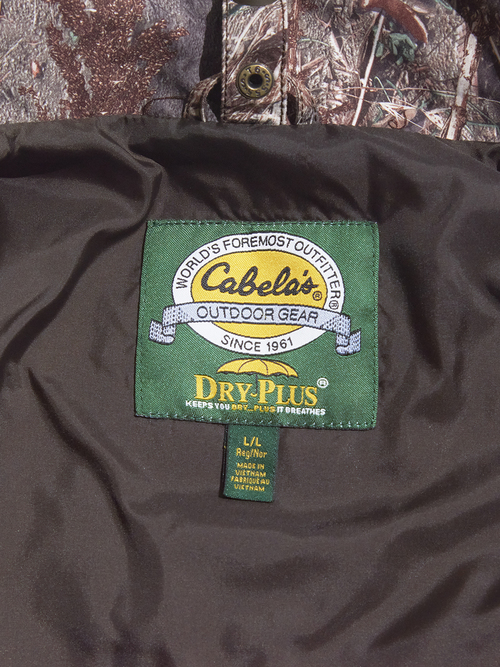 WORLD'S FOREMOST OUTFITTER®
Cabela's®
OUTDOOR GEAR
SINCE 1961
DRY-PLUS®
KEEPS YOU DRY...PLUS IT BREATHES
L/L
Reg/Nor
MADE IN
VIETNAM
FABRIQUE AU
VIETNAM